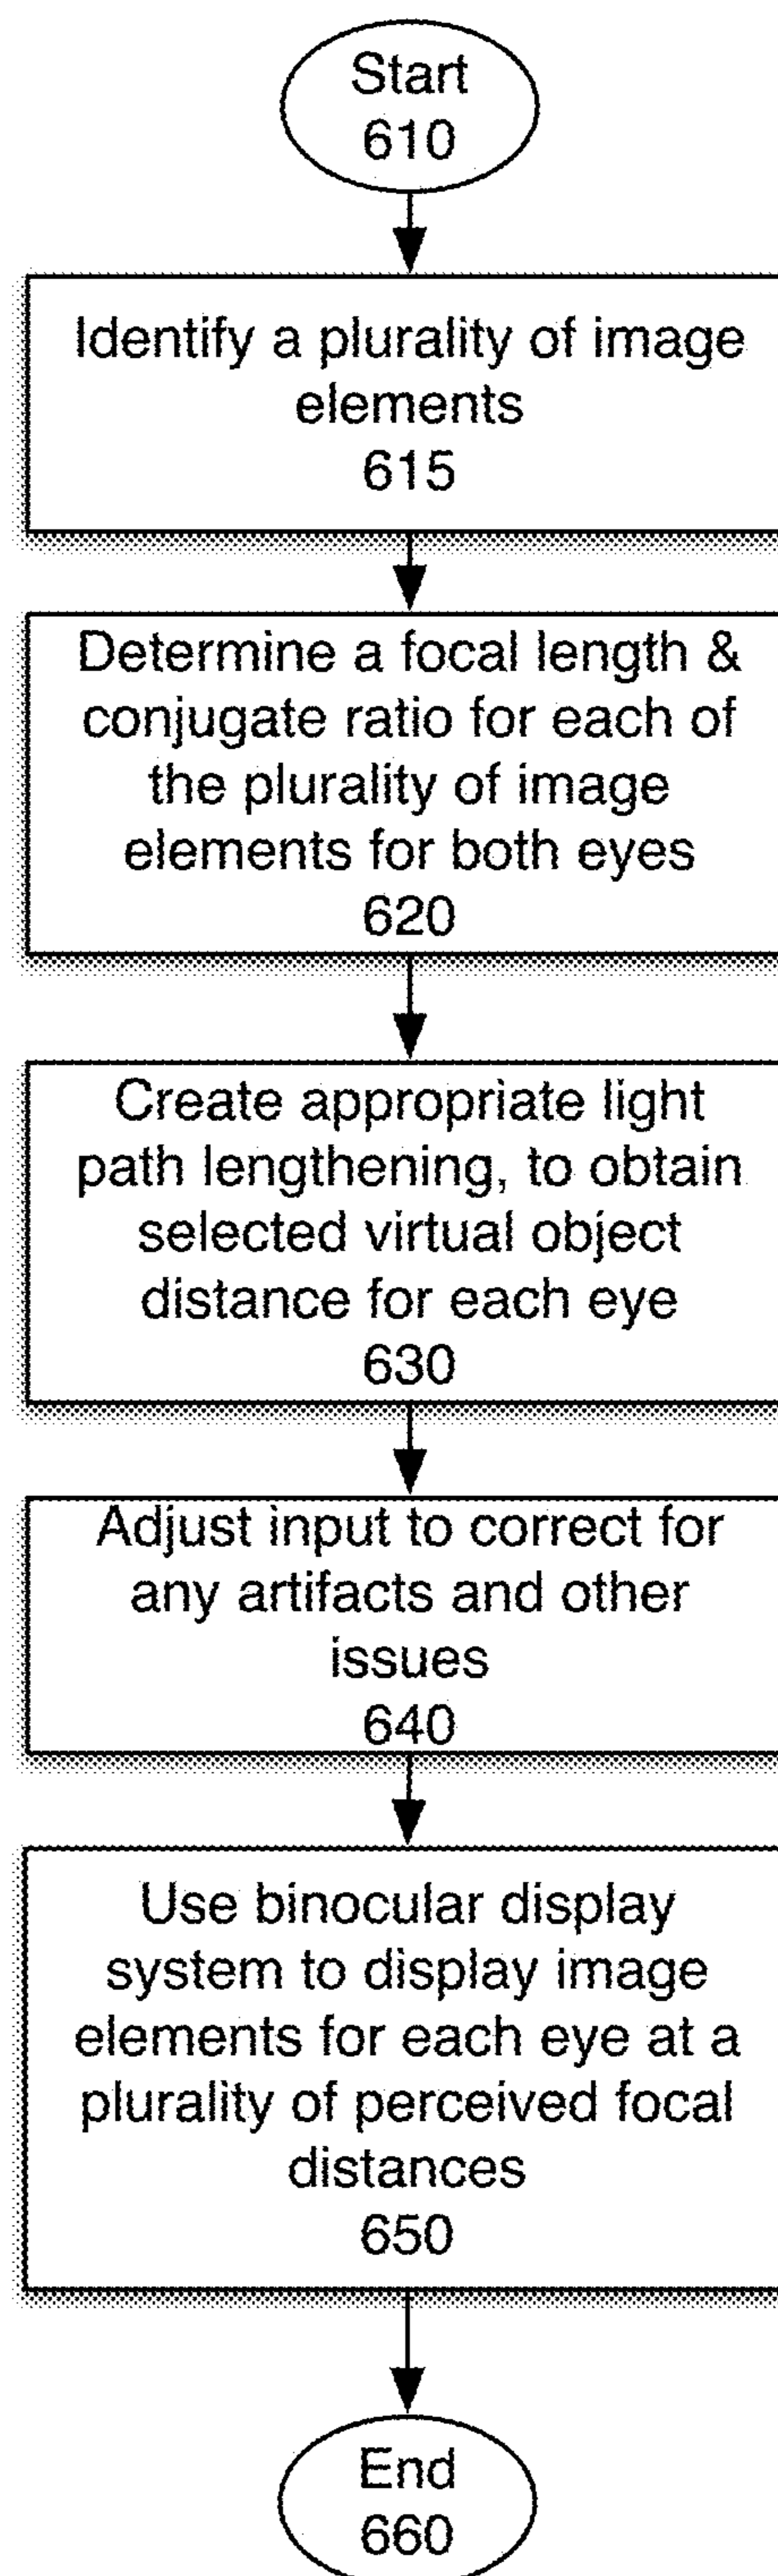 Start
610
Identify a plurality of image
elements
615
Determine a focal length &
conjugate ratio for each of
the plurality of image
elements for both eyes
620
Create appropriate light
path lengthening, to obtain
selected virtual object
distance for each eye
630
Adjust input to correct for
any artifacts and other
issues
640
Use binocular display
system to display image
elements for each eye at a
plurality of perceived focal
distances
650
End
660